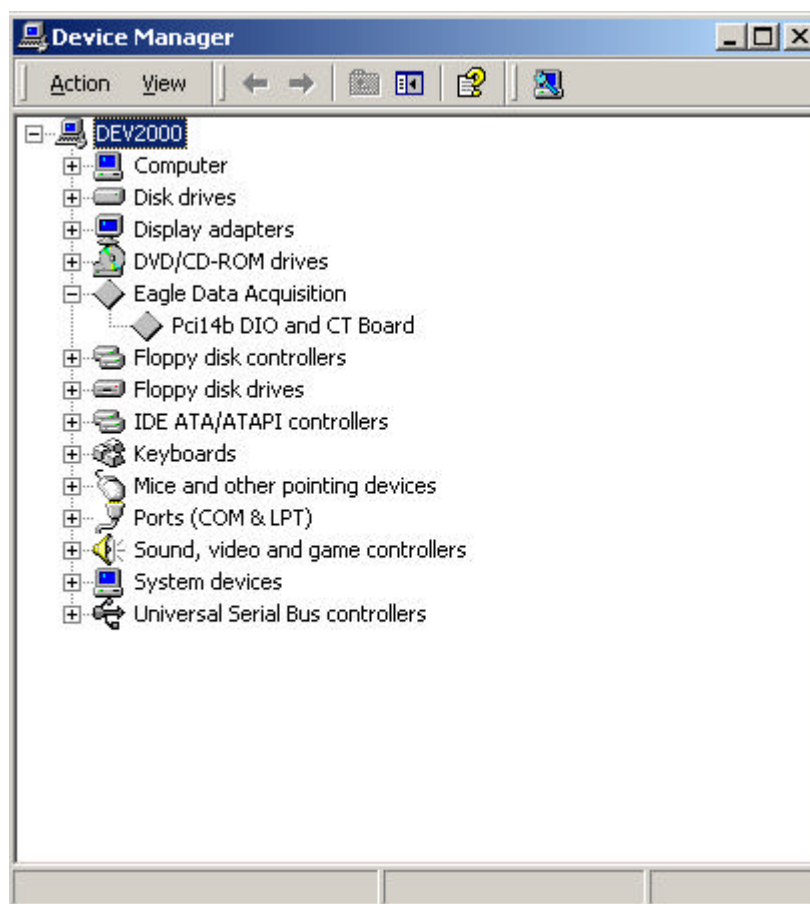 Device Manager
Action View
DEV2000
Computer
Disk drives
Display adapters
DVD/CD-ROM drives
Eagle Data Acquisition
Pci14b DIO and CT Board
Floppy disk controllers
Floppy disk drives
IDE ATA/ATAPI controllers
Keyboards
Mice and other pointing devices
Ports (COM & LPT)
Sound, video and game controllers
System devices
Universal Serial Bus controllers